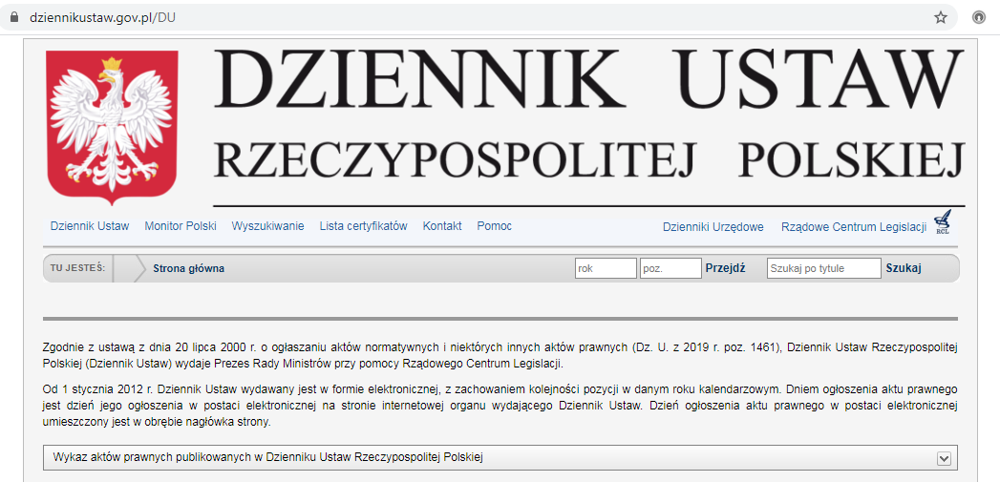 dziennikustaw.gov.pl/DU
DZIENNIK USTAW
RZECZYPOSPOLITEJ POLSKIEJ
Dziennik Ustaw Monitor Polski Wyszukiwanie Lista certyfikatów Kontakt Pomoc Dzienniki Urzędowe Rządowe Centrum Legislacji RCL
TU JESTEŚ: Strona główna rok poz. Przejdź Szukaj po tytule Szukaj
Zgodnie z ustawą z dnia 20 lipca 2000 r. o ogłaszaniu aktów normatywnych i niektórych innych aktów prawnych (Dz. U. z 2019 r. poz. 1461), Dziennik Ustaw Rzeczypospolitej
Polskiej (Dziennik Ustaw) wydaje Prezes Rady Ministrów przy pomocy Rządowego Centrum Legislacji.
Od 1 stycznia 2012 r. Dziennik Ustaw wydawany jest w formie elektronicznej, z zachowaniem kolejności pozycji w danym roku kalendarzowym. Dniem ogłoszenia aktu prawnego
jest dzień jego ogłoszenia w postaci elektronicznej na stronie internetowej organu wydającego Dziennik Ustaw. Dzień ogłoszenia aktu prawnego w postaci elektronicznej
umieszczony jest w obrębie nagłówka strony.
Wykaz aktów prawnych publikowanych w Dzienniku Ustaw Rzeczypospolitej Polskiej